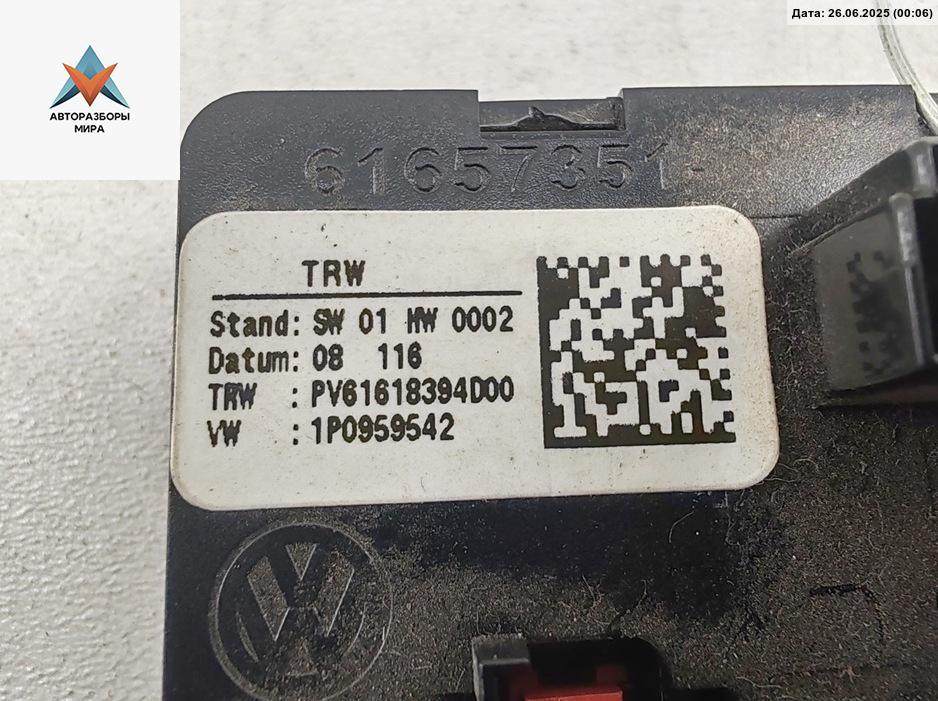 Дата: 26.06.2025 (00:06)
АВТОРАЗБОРЫ
МИРА
61657351-
TRW
Stand: SW 01 HW 0002
Datum: 08 116
TRW : PV61618394D00
VW : 1P0959542